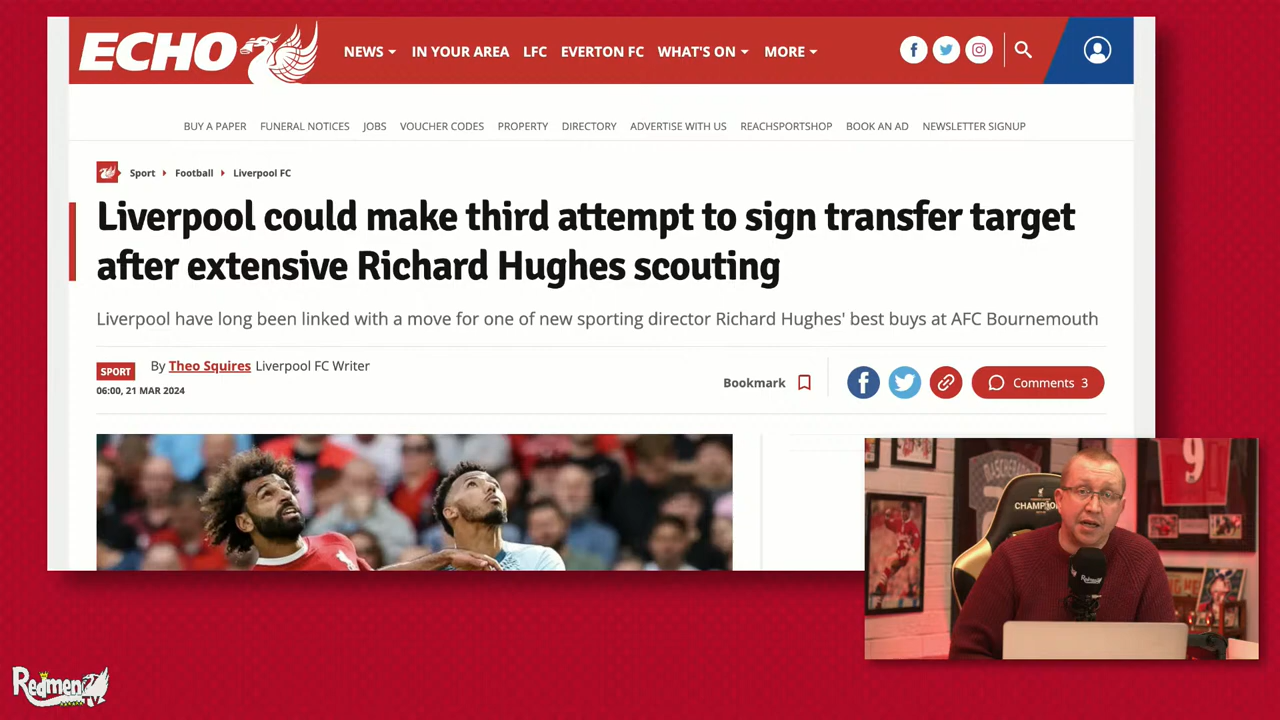 ECHO
NEWS IN YOUR AREA LFC EVERTON FC WHAT'S ON MORE
BUY A PAPER FUNERAL NOTICES JOBS VOUCHER CODES PROPERTY DIRECTORY ADVERTISE WITH US REACHSPORTSHOP BOOK AN AD NEWSLETTER SIGNUP
Sport Football Liverpool FC
Liverpool could make third attempt to sign transfer target
after extensive Richard Hughes scouting
Liverpool have long been linked with a move for one of new sporting director Richard Hughes' best buys at AFC Bournemouth
SPORT By Theo Squires Liverpool FC Writer
06:00, 21 MAR 2024
Bookmark Comments 3
MASCHERANO
9
Redmen
Redmen TV